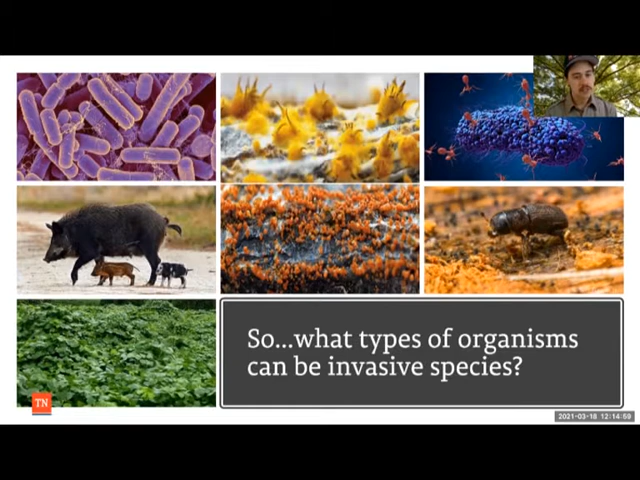 So...what types of organisms
can be invasive species?
TN
2021-03-18 12:14:59